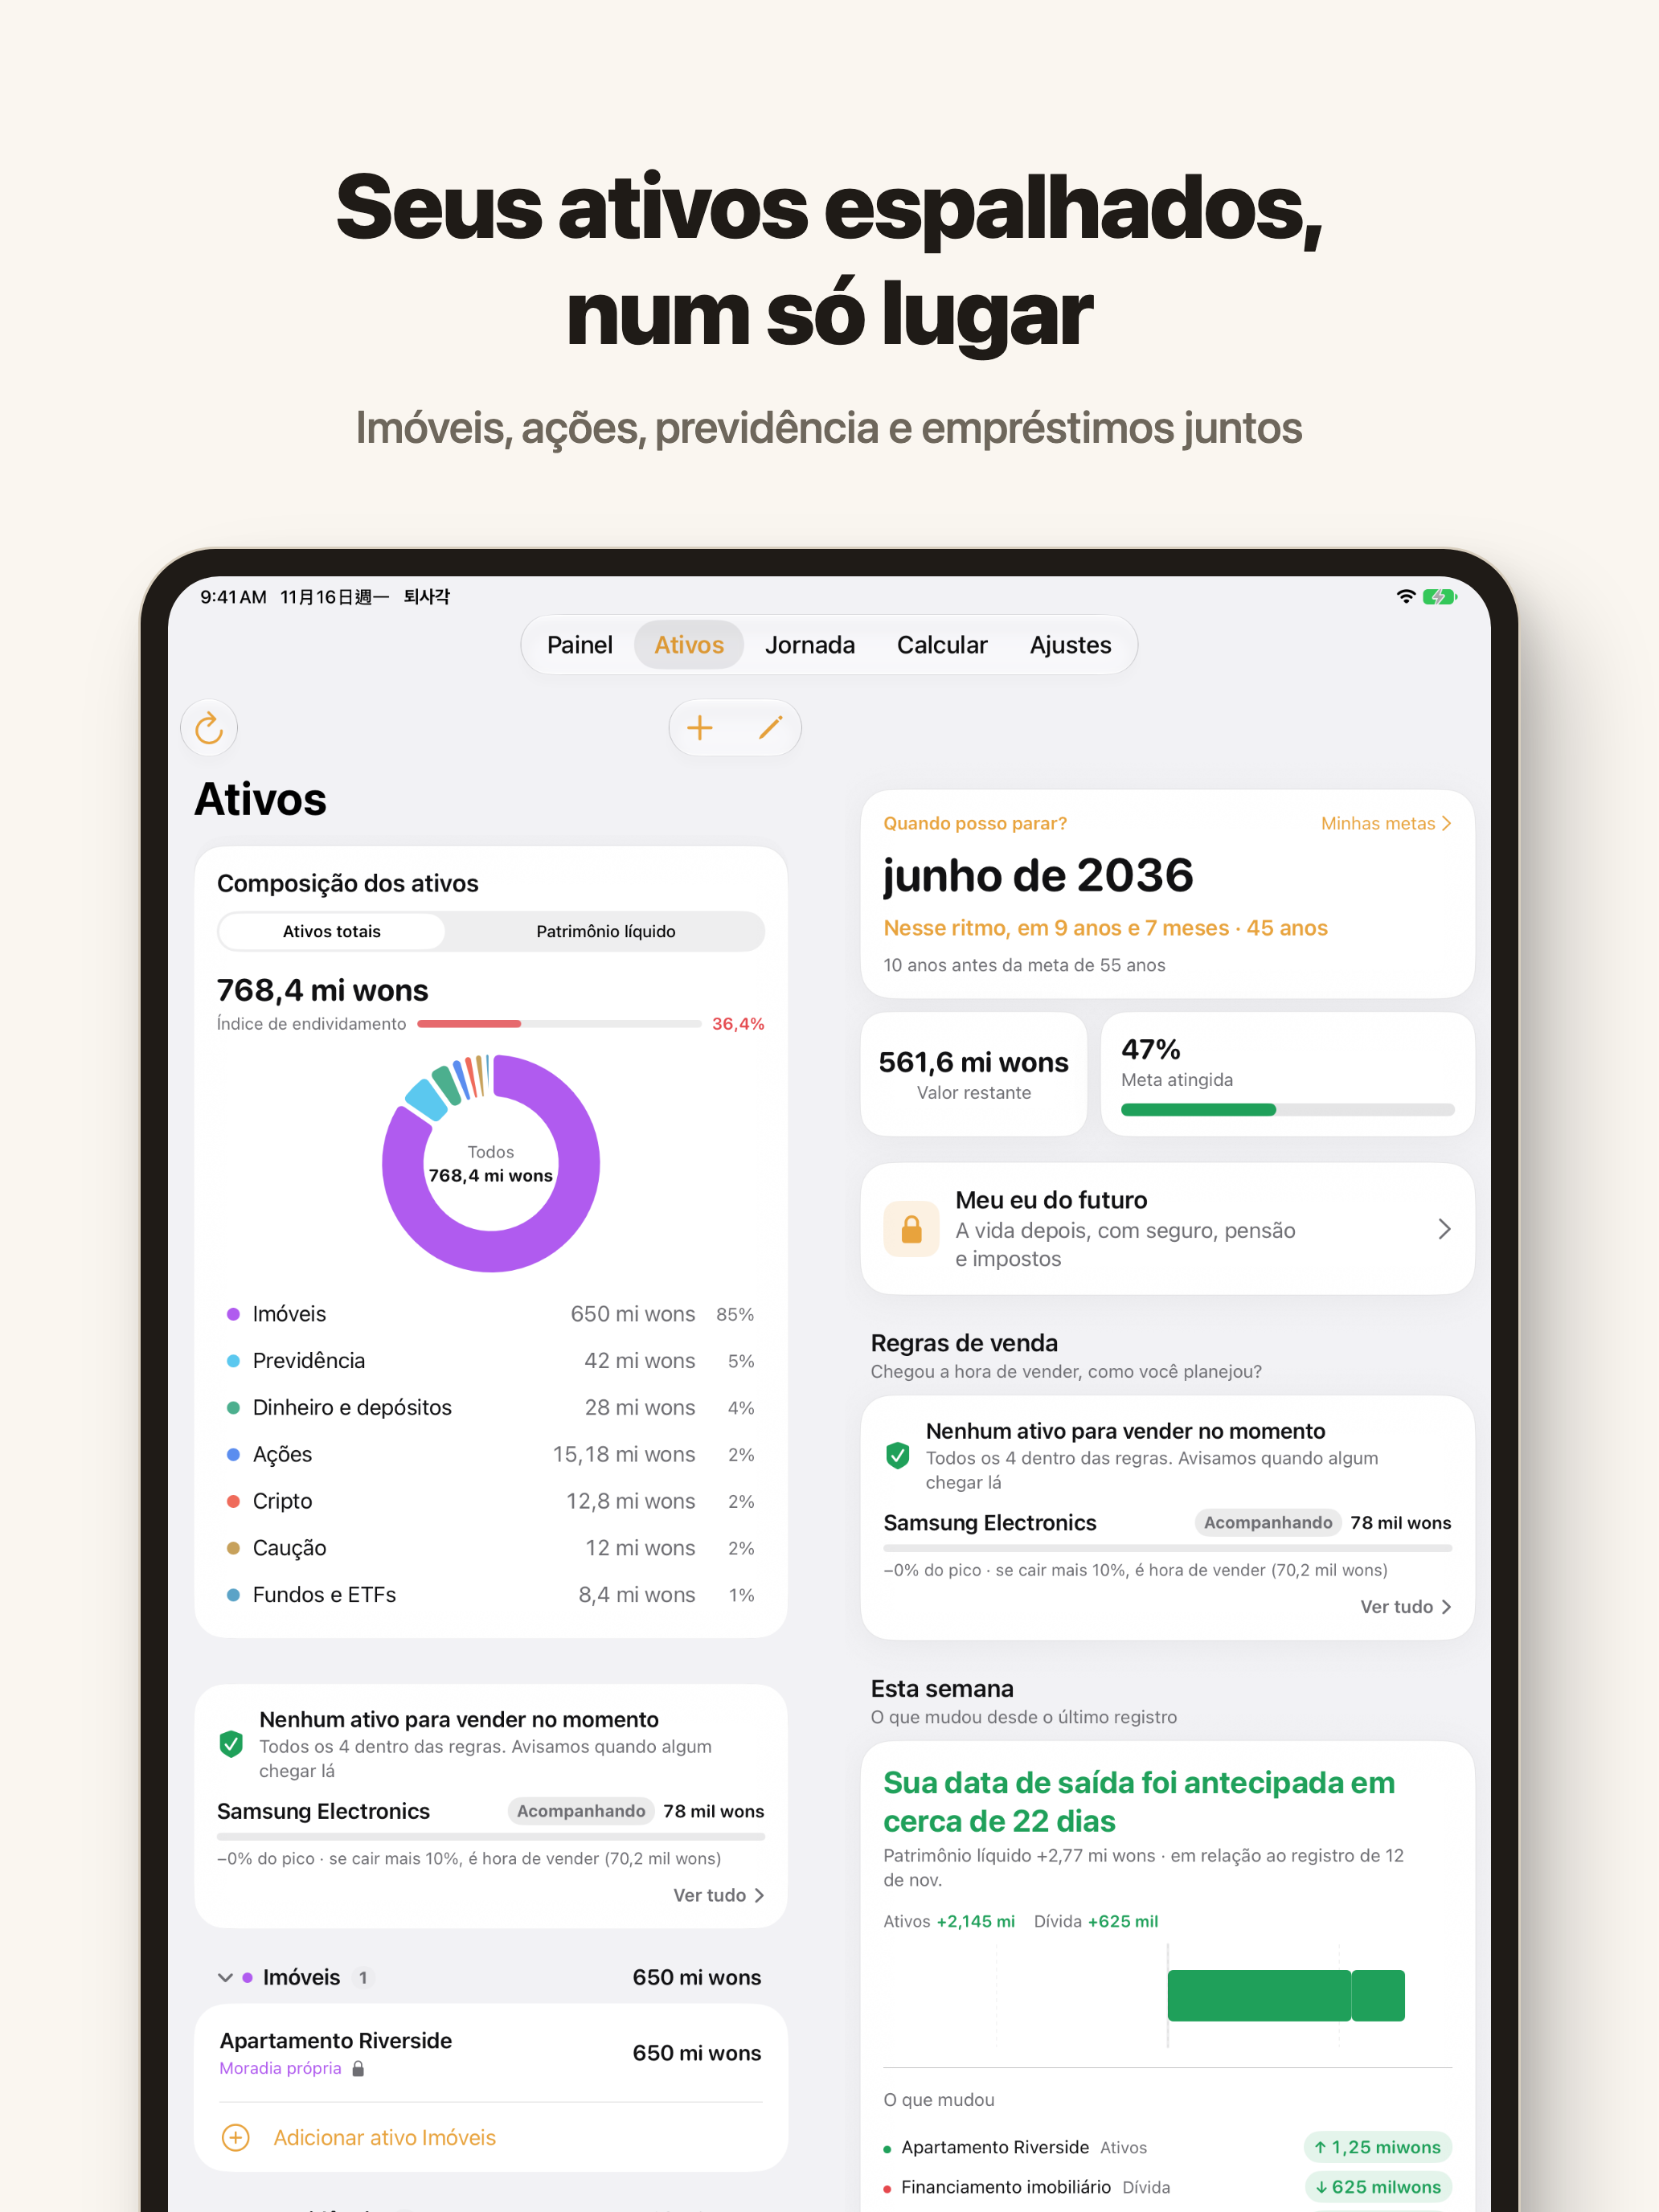 Seus ativos espalhados,
num só lugar
Imóveis, ações, previdência e empréstimos juntos
9:41 AM 11月16日週一 퇴사각
Painel Ativos Jornada Calcular Ajustes
Ativos
Composição dos ativos
Ativos totais Patrimônio líquido
768,4 mi wons
Índice de endividamento 36,4%
Todos
768,4 mi wons
Imóveis 650 mi wons 85%
Previdência 42 mi wons 5%
Dinheiro e depósitos 28 mi wons 4%
Ações 15,18 mi wons 2%
Cripto 12,8 mi wons 2%
Caução 12 mi wons 2%
Fundos e ETFs 8,4 mi wons 1%
Nenhum ativo para vender no momento
Todos os 4 dentro das regras. Avisamos quando algum
chegar lá
Samsung Electronics Acompanhando 78 mil wons
−0% do pico · se cair mais 10%, é hora de vender (70,2 mil wons)
Ver tudo
Imóveis 1 650 mi wons
Apartamento Riverside 650 mi wons
Moradia própria
Adicionar ativo Imóveis
Quando posso parar? Minhas metas
junho de 2036
Nesse ritmo, em 9 anos e 7 meses · 45 anos
10 anos antes da meta de 55 anos
561,6 mi wons
Valor restante
47%
Meta atingida
Meu eu do futuro
A vida depois, com seguro, pensão
e impostos
Regras de venda
Chegou a hora de vender, como você planejou?
Nenhum ativo para vender no momento
Todos os 4 dentro das regras. Avisamos quando algum
chegar lá
Samsung Electronics Acompanhando 78 mil wons
−0% do pico · se cair mais 10%, é hora de vender (70,2 mil wons)
Ver tudo
Esta semana
O que mudou desde o último registro
Sua data de saída foi antecipada em
cerca de 22 dias
Patrimônio líquido +2,77 mi wons · em relação ao registro de 12
de nov.
Ativos +2,145 mi Dívida +625 mil
O que mudou
Apartamento Riverside Ativos ↑ 1,25 miwons
Financiamento imobiliário Dívida ↓ 625 milwons